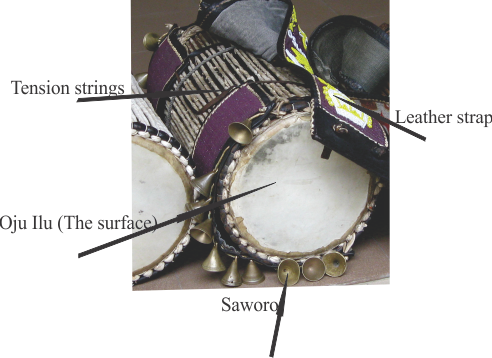 Tension strings
Leather strap
Oju Ilu (The surface)
Saworo